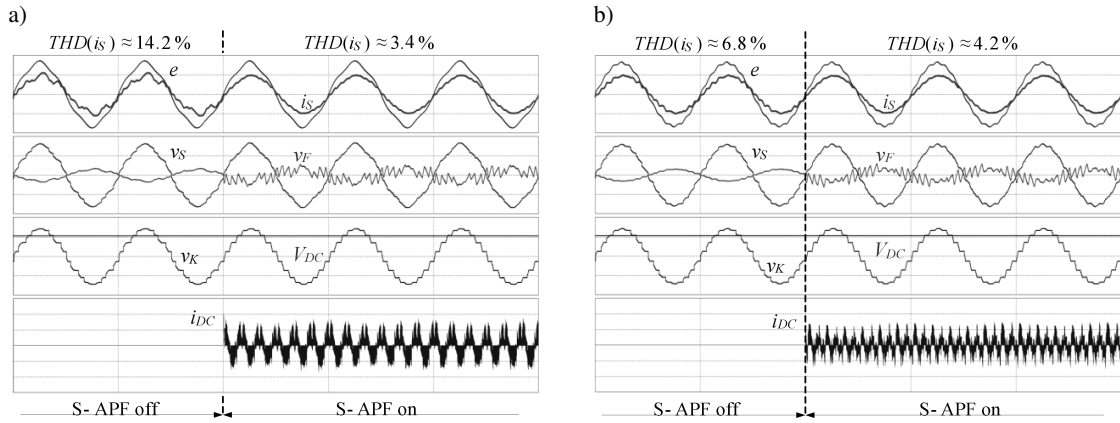 a)
THD(iS) ≈ 14.2 %
THD(iS) ≈ 3.4 %
e
iS
vS
vF
vK
VDC
iDC
S- APF off
S- APF on
b)
THD(iS) ≈ 6.8 %
THD(iS) ≈ 4.2 %
e
iS
vS
vF
vK
VDC
iDC
S- APF off
S- APF on